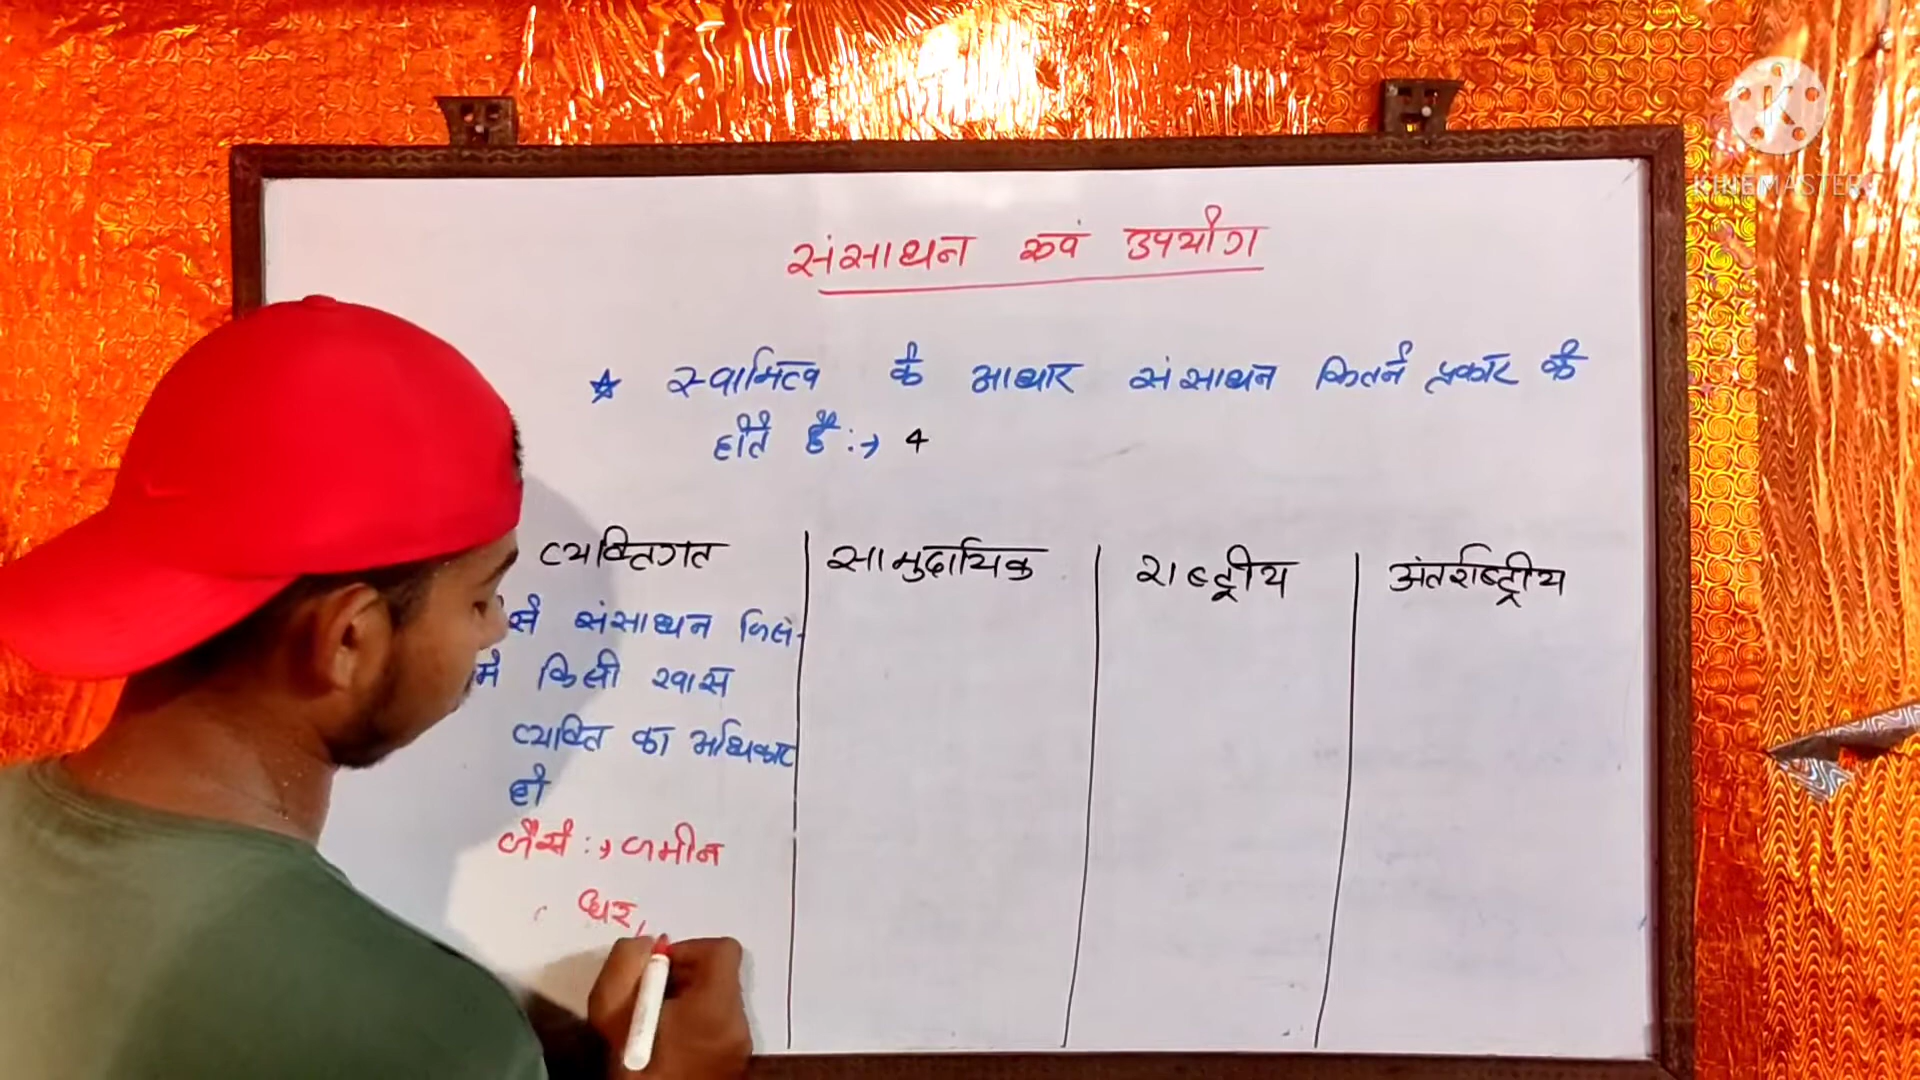 संसाधन एवं उपयोग
☆ स्वामित्व के आधार संसाधन कितने प्रकार के
होते हैं :→ 4
व्यक्तिगत
सामुदायिक
राष्ट्रीय
अंतर्राष्ट्रीय
से संसाधन जिस-
मे किसी खास
व्यक्ति का अधिकार
हो
जैसे :→ जमीन
घर,
KINEMASTER